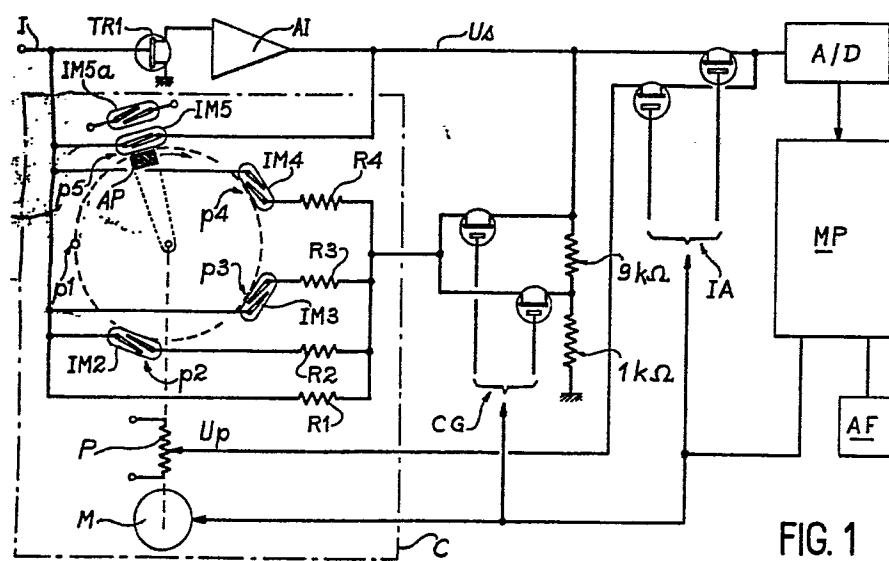 I
TR1
AI
Us
A/D
IM5a
IM5
p5
AP
IM4
p4
R4
p1
p3
R3
IM3
9kΩ
IA
MP
IM2
p2
R2
R1
1kΩ
CG
AF
P
Up
M
C
FIG. 1